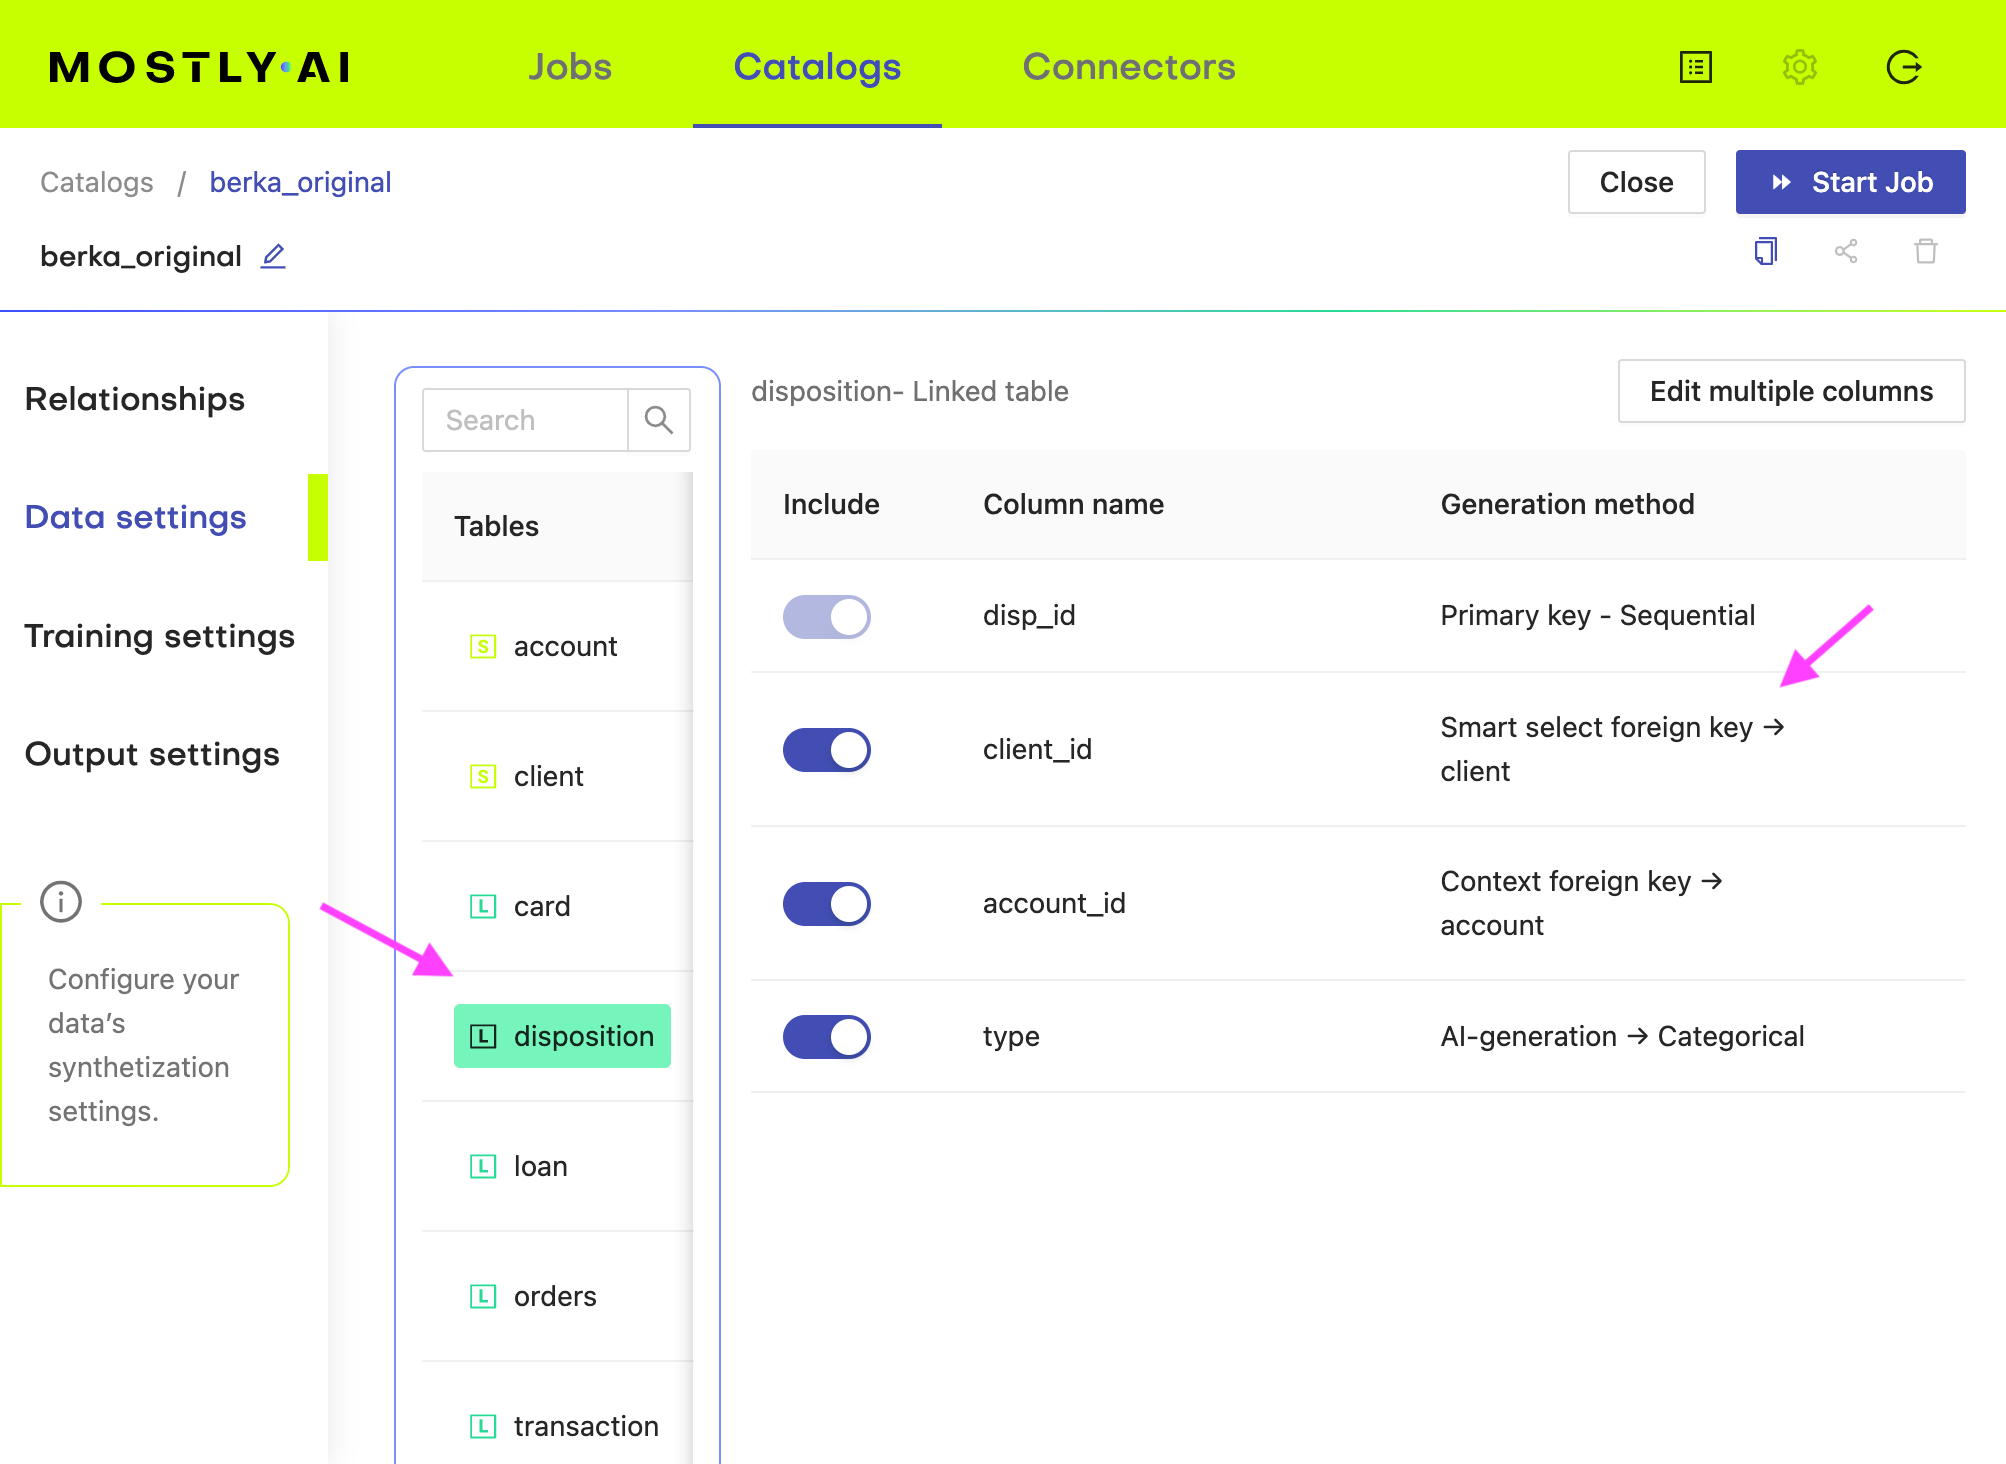 MOSTLY·AI
Jobs
Catalogs
Connectors
Catalogs / berka_original
Close
Start Job
berka_original
Relationships
Data settings
Training settings
Output settings
Configure your
data’s
synthetization
settings.
Search
Tables
S account
S client
L card
L disposition
L loan
L orders
L transaction
disposition- Linked table
Edit multiple columns
Include Column name Generation method
disp_id Primary key - Sequential
client_id Smart select foreign key →
client
account_id Context foreign key →
account
type AI-generation → Categorical